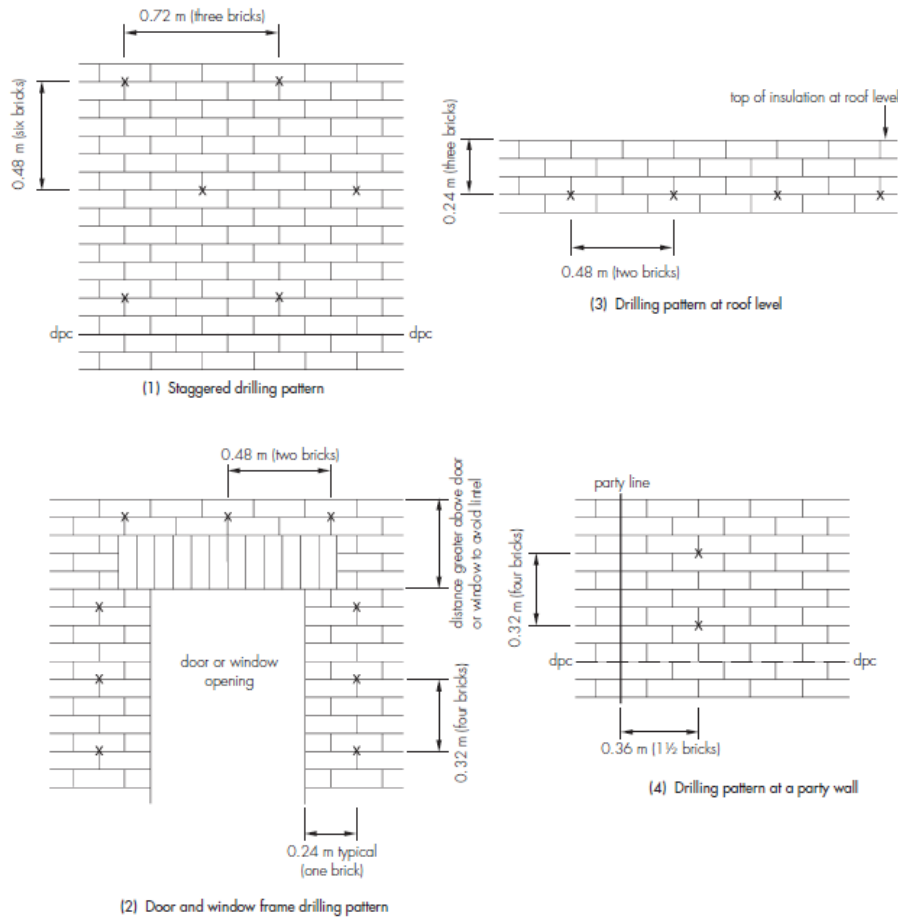 0.72 m (three bricks)
0.48 m (six bricks)
dpc
dpc
(1) Staggered drilling pattern
top of insulation at roof level
0.24 m (three bricks)
0.48 m (two bricks)
(3) Drilling pattern at roof level
0.48 m (two bricks)
distance greater above door
or window to avoid lintel
door or window
opening
0.32 m (four bricks)
0.24 m typical
(one brick)
(2) Door and window frame drilling pattern
party line
0.32 m (four bricks)
dpc
dpc
0.36 m (1½ bricks)
(4) Drilling pattern at a party wall